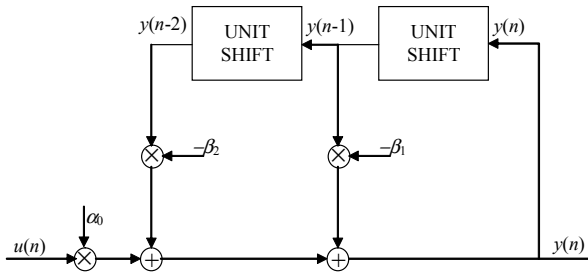 y(n-2)
UNIT
SHIFT
y(n-1)
UNIT
SHIFT
y(n)
–β2
–β1
α0
u(n)
y(n)